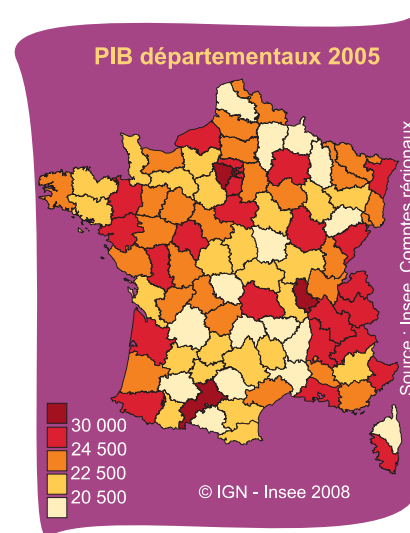 PIB départementaux 2005
Source : Insee, Comptes régionaux
30 000
24 500
22 500
20 500
© IGN - Insee 2008